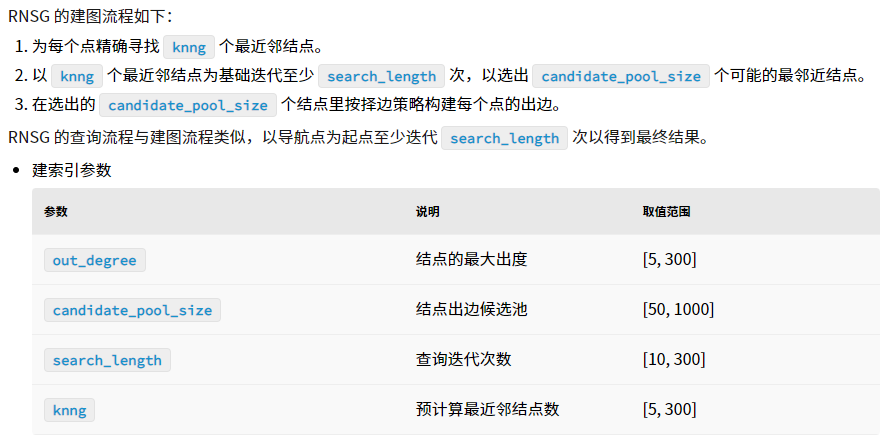 RNSG 的建图流程如下：
1. 为每个点精确寻找 knng 个最近邻结点。
2. 以 knng 个最近邻结点为基础迭代至少 search_length 次，以选出 candidate_pool_size 个可能的最邻近结点。
3. 在选出的 candidate_pool_size 个结点里按择边策略构建每个点的出边。
RNSG 的查询流程与建图流程类似，以导航点为起点至少迭代 search_length 次以得到最终结果。
• 建索引参数
参数 说明 取值范围
out_degree 结点的最大出度 [5, 300]
candidate_pool_size 结点出边候选池 [50, 1000]
search_length 查询迭代次数 [10, 300]
knng 预计算最近邻结点数 [5, 300]